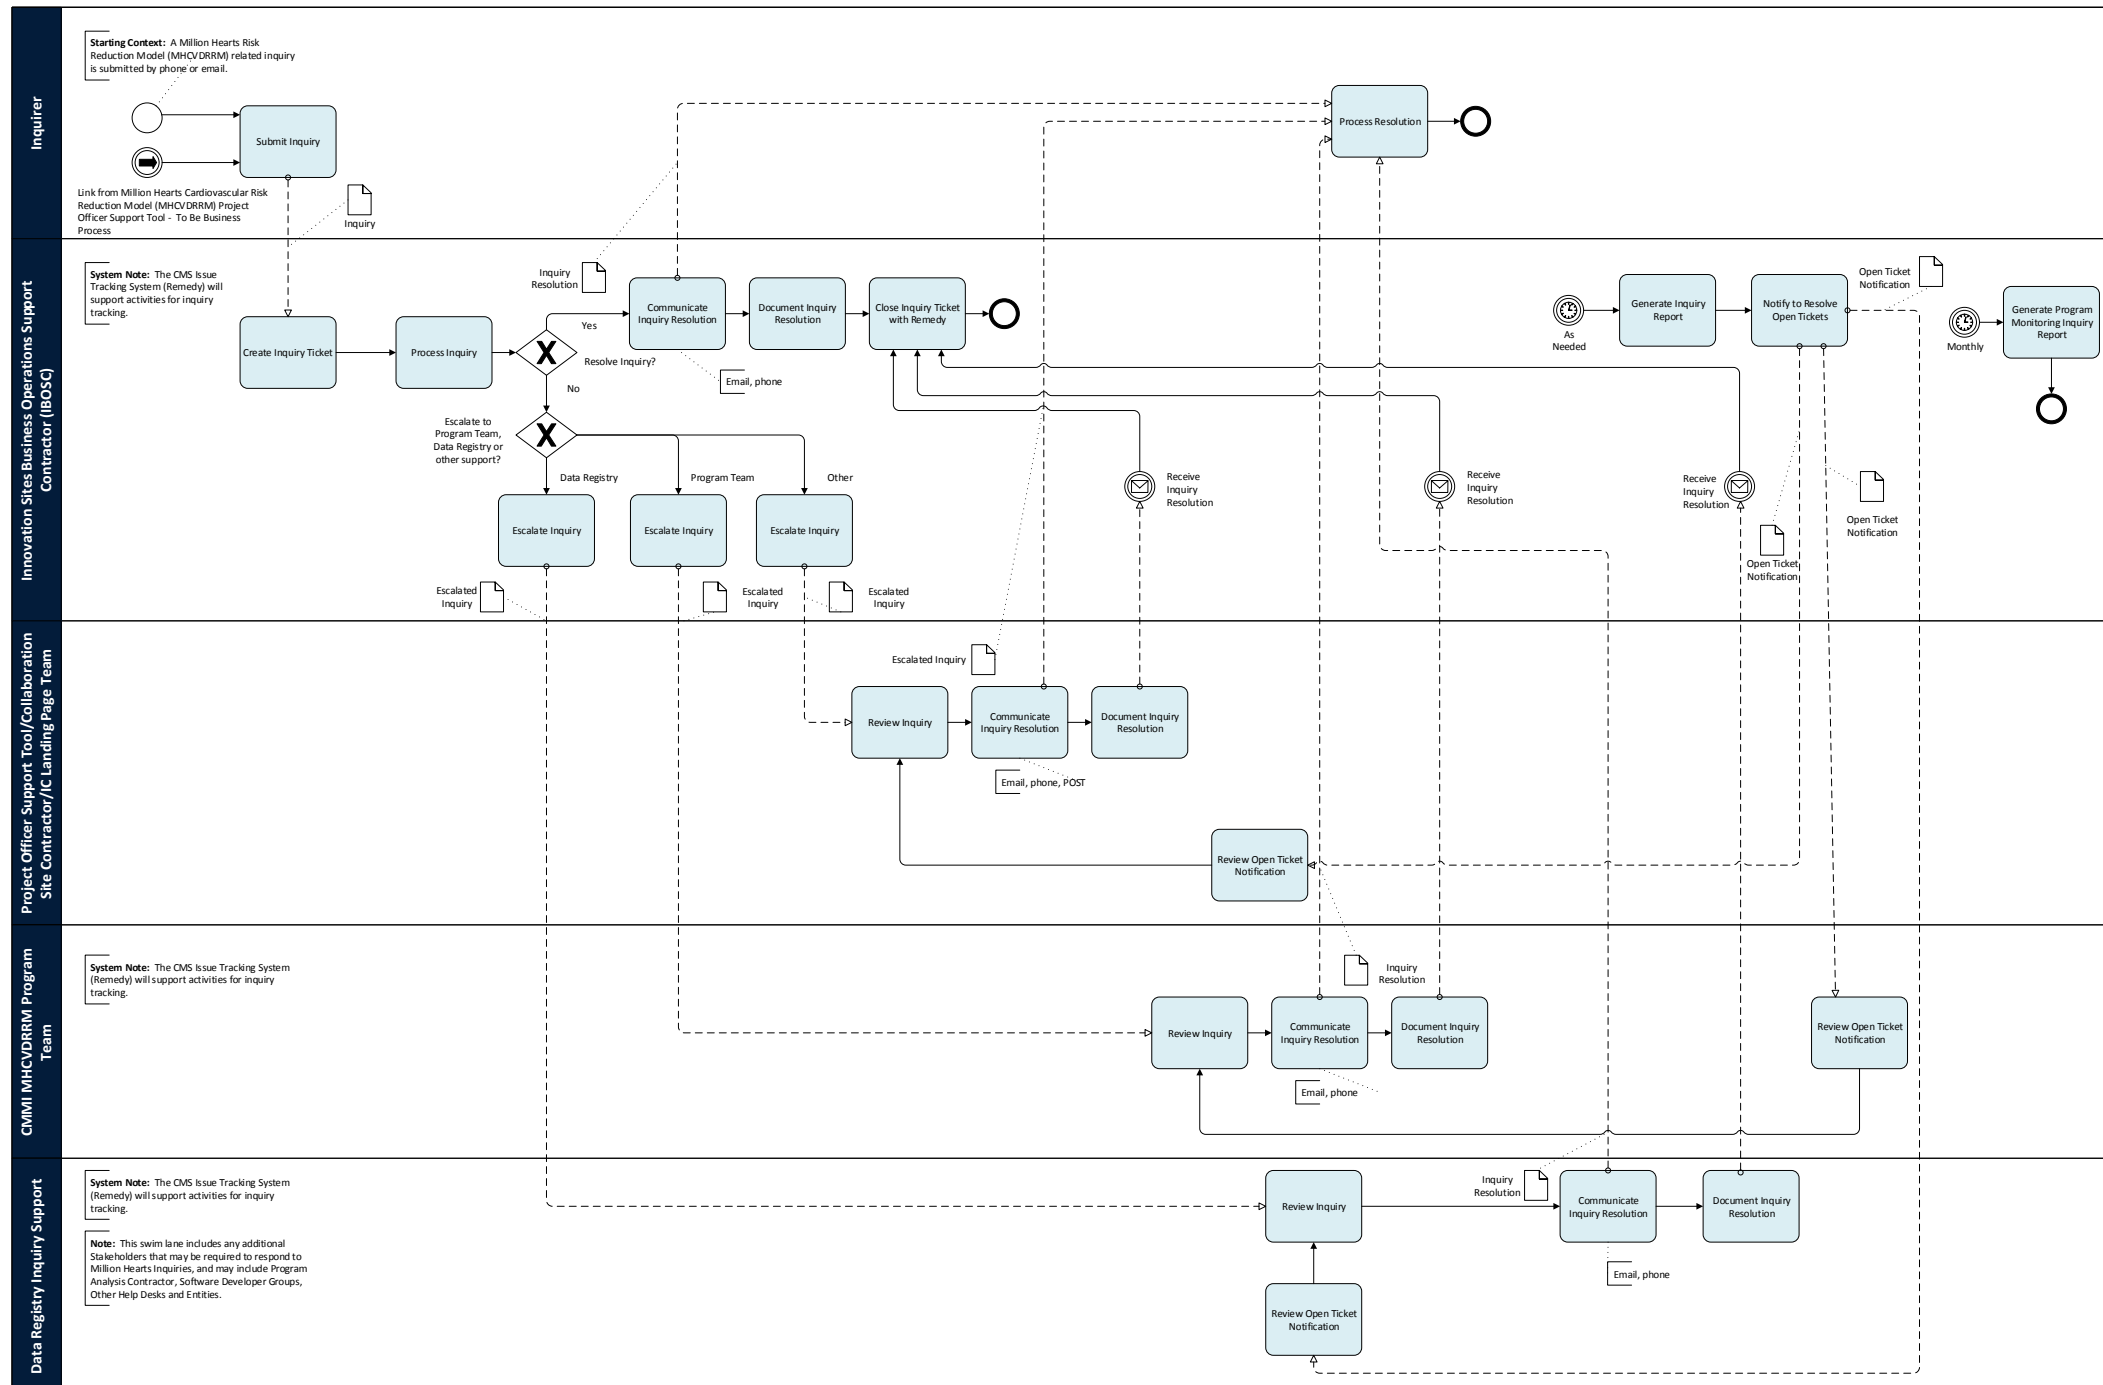 Inquirer
Starting Context: A Million Hearts Risk
Reduction Model (MHCVDRRM) related inquiry
is submitted by phone or email.
Submit Inquiry
Link from Million Hearts Cardiovascular Risk
Reduction Model (MHCVDRRM) Project
Officer Support Tool - To Be Business
Process
Inquiry
Process Resolution
Innovation Sites Business Operations Support
Contractor (IBOSC)
System Note: The CMS Issue
Tracking System (Remedy) will
support activities for inquiry
tracking.
Create Inquiry Ticket
Process Inquiry
Yes
Resolve Inquiry?
No
Inquiry
Resolution
Communicate
Inquiry Resolution
Email, phone
Document Inquiry
Resolution
Close Inquiry Ticket
with Remedy
Escalate to
Program Team,
Data Registry or
other support?
Data Registry
Program Team
Other
Escalate Inquiry
Escalate Inquiry
Escalate Inquiry
Escalated
Inquiry
Escalated
Inquiry
Escalated
Inquiry
Receive
Inquiry
Resolution
Receive
Inquiry
Resolution
Receive
Inquiry
Resolution
As
Needed
Generate Inquiry
Report
Notify to Resolve
Open Tickets
Open Ticket
Notification
Open Ticket
Notification
Open Ticket
Notification
Monthly
Generate Program
Monitoring Inquiry
Report
Project Officer Support Tool/Collaboration
Site Contractor/IC Landing Page Team
Escalated Inquiry
Review Inquiry
Communicate
Inquiry Resolution
Document Inquiry
Resolution
Email, phone, POST
Review Open Ticket
Notification
CMMI MHCVDRRM Program
Team
System Note: The CMS Issue Tracking System
(Remedy) will support activities for inquiry
tracking.
Inquiry
Resolution
Review Inquiry
Communicate
Inquiry Resolution
Document Inquiry
Resolution
Email, phone
Review Open Ticket
Notification
Data Registry Inquiry Support
System Note: The CMS Issue Tracking System
(Remedy) will support activities for inquiry
tracking.
Note: This swim lane includes any additional
Stakeholders that may be required to respond to
Million Hearts Inquiries, and may include Program
Analysis Contractor, Software Developer Groups,
Other Help Desks and Entities.
Review Inquiry
Inquiry
Resolution
Communicate
Inquiry Resolution
Document Inquiry
Resolution
Email, phone
Review Open Ticket
Notification